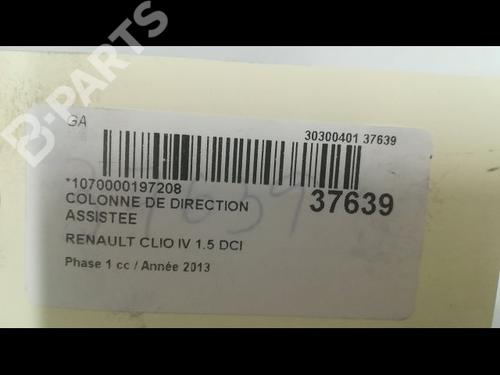 B-PARTS
GA
30300401 37639
*1070000197208
37639
COLONNE DE DIRECTION
ASSISTEE
RENAULT CLIO IV 1.5 DCI
Phase 1 cc / Année 2013